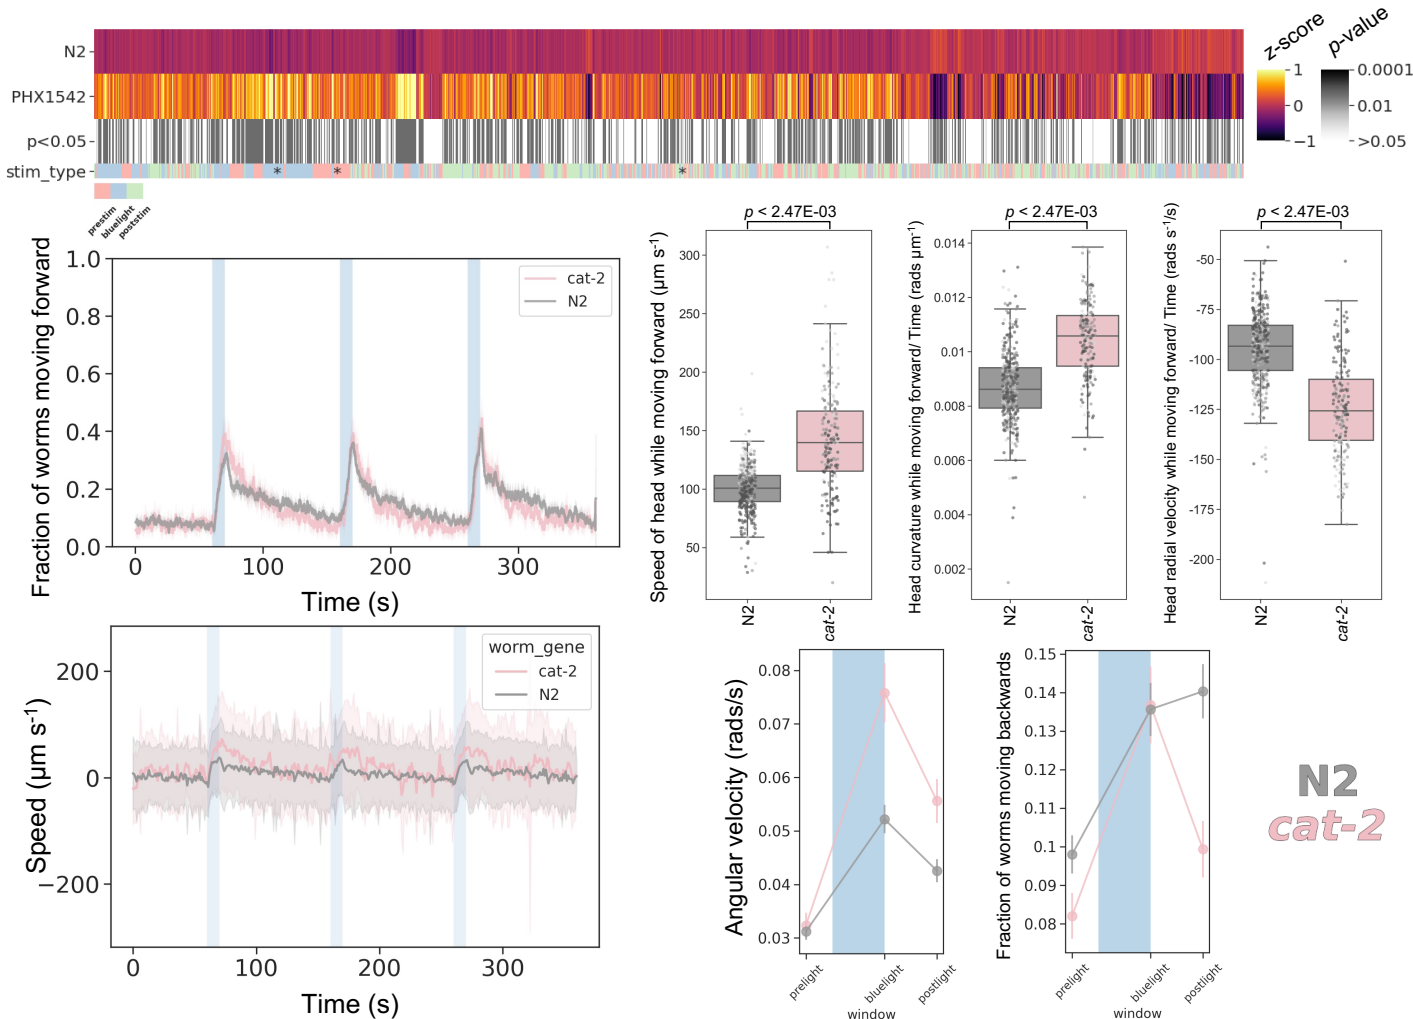 N2
PHX1542
p<0.05
stim_type
* * *
prestim
bluelight
poststim
z-score
1
0
−1
p-value
0.0001
0.01
>0.05
Fraction of worms moving forward
1.0
0.8
0.6
0.4
0.2
0.0
0 100 200 300
Time (s)
cat-2
N2
p < 2.47E-03
Speed of head while moving forward (µm s⁻¹)
300
250
200
150
100
50
N2 cat-2
p < 2.47E-03
Head curvature while moving forward/ Time (rads µm⁻¹)
0.014
0.012
0.01
0.008
0.006
0.004
0.002
N2 cat-2
p < 2.47E-03
Head radial velocity while moving forward/ Time (rads s⁻¹/s)
-50
-75
-100
-125
-150
-175
-200
N2 cat-2
Speed (µm s⁻¹)
200
0
−200
0 100 200 300
Time (s)
worm_gene
cat-2
N2
Angular velocity (rads/s)
0.08
0.07
0.06
0.05
0.04
0.03
prelight bluelight postlight
window
Fraction of worms moving backwards
0.15
0.14
0.13
0.12
0.11
0.1
0.09
0.08
prelight bluelight postlight
window
N2
cat-2